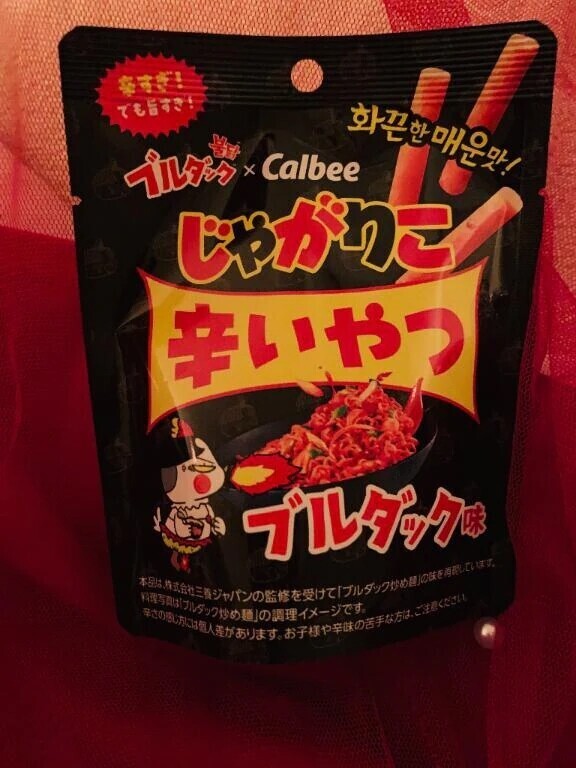 辛すぎ!
でも旨すぎ!
불닭
ブルダック × Calbee
화끈한 매운맛!
じゃがりこ
辛いやつ
ブルダック味
本品は、株式会社三養ジャパンの監修を受けて「ブルダック炒め麺」の味を再現しています。
料理写真は「ブルダック炒め麺」の調理イメージです。
辛さの感じ方には個人差があります。お子様や辛味の苦手な方は、ご注意ください。